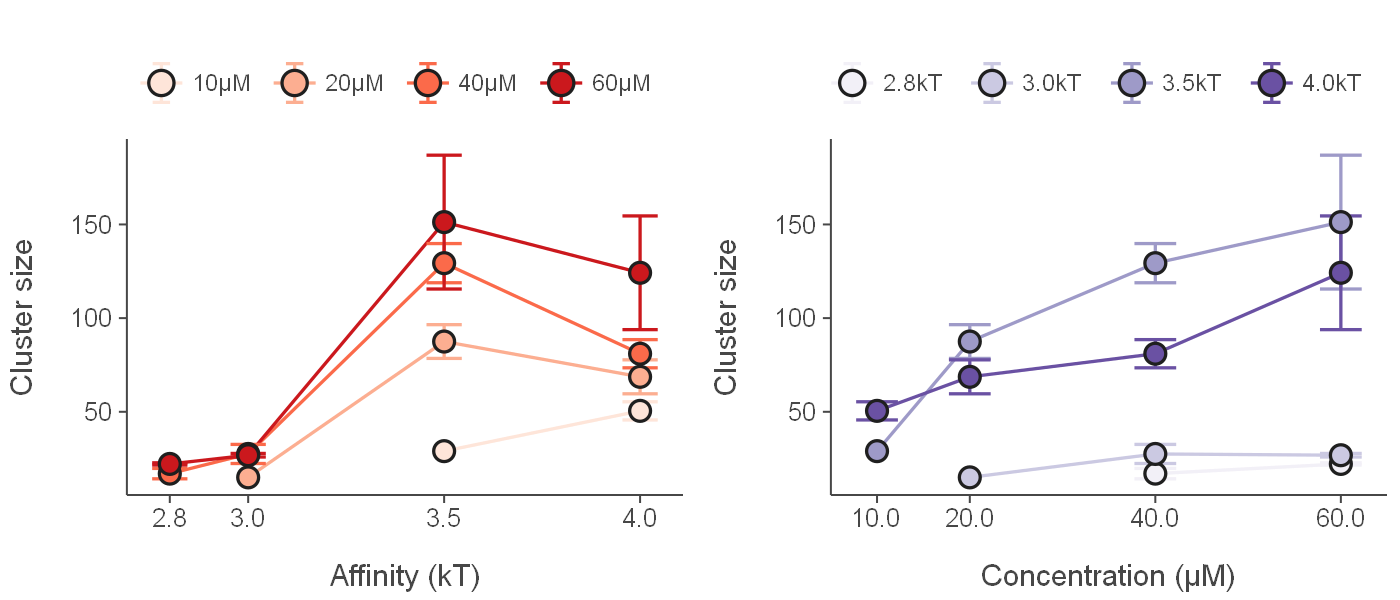 10µM 20µM 40µM 60µM
2.8kT 3.0kT 3.5kT 4.0kT
Cluster size
150
100
50
2.8 3.0 3.5 4.0
Affinity (kT)
Cluster size
150
100
50
10.0 20.0 40.0 60.0
Concentration (µM)